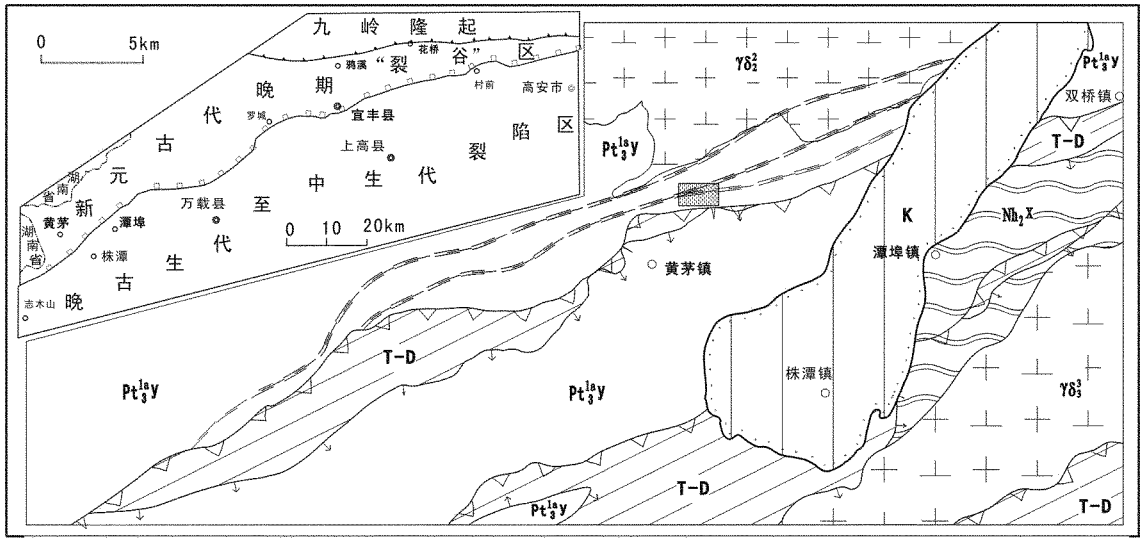 0 5km
九岭隆起
花桥
晚期“裂谷”区
鸦溪
村前
高安市
新元古代
罗城
宜丰县
上高县
湖南省
湖南省
黄茅
潭埠
万载县
株潭
志木山
晚古生代至中生代裂陷区
0 10 20km
γδ₂²
Pt₃¹ᵃy
Pt₃¹ᵃy
双桥镇
T-D
K
Nh₂x
潭埠镇
黄茅镇
T-D
Pt₃¹ᵃy
Pt₃¹ᵃy
株潭镇
γδ₃³
T-D
Pt₃¹ᵃy
T-D